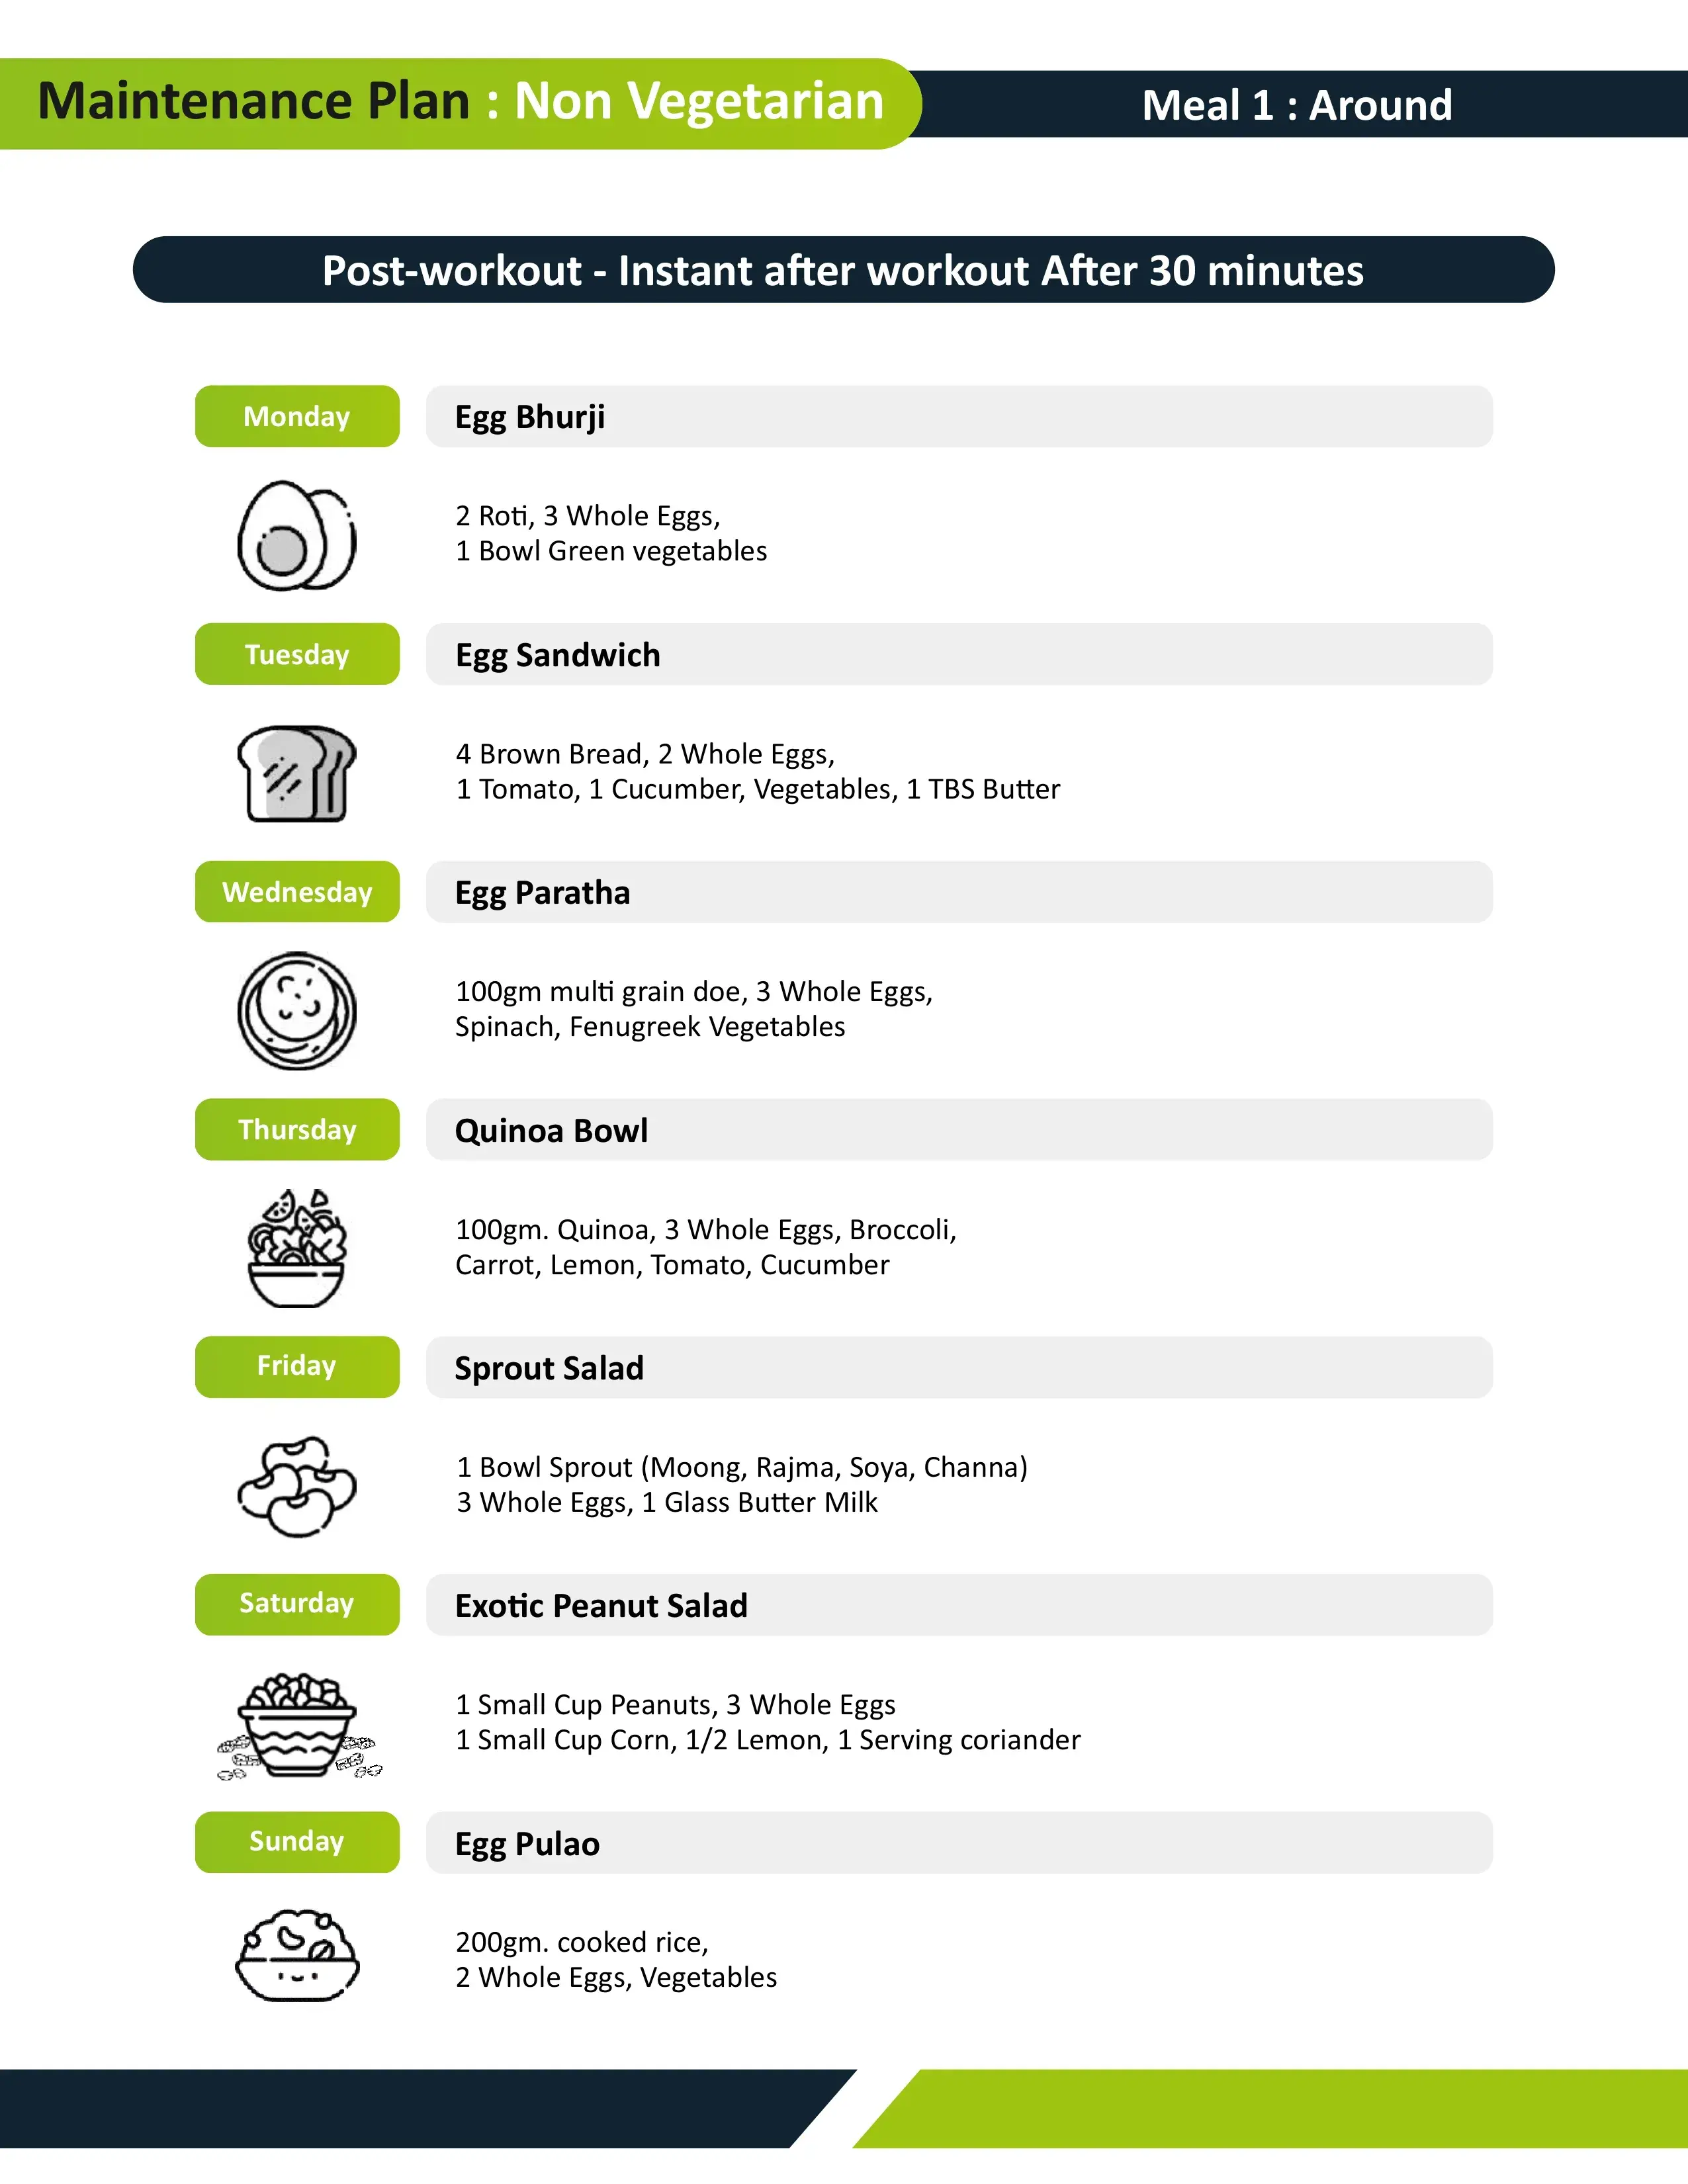 Maintenance Plan : Non Vegetarian
Meal 1 : Around
Post-workout - Instant after workout After 30 minutes
Monday
Egg Bhurji
2 Roti, 3 Whole Eggs,
1 Bowl Green vegetables
Tuesday
Egg Sandwich
4 Brown Bread, 2 Whole Eggs,
1 Tomato, 1 Cucumber, Vegetables, 1 TBS Butter
Wednesday
Egg Paratha
100gm multi grain doe, 3 Whole Eggs,
Spinach, Fenugreek Vegetables
Thursday
Quinoa Bowl
100gm. Quinoa, 3 Whole Eggs, Broccoli,
Carrot, Lemon, Tomato, Cucumber
Friday
Sprout Salad
1 Bowl Sprout (Moong, Rajma, Soya, Channa)
3 Whole Eggs, 1 Glass Butter Milk
Saturday
Exotic Peanut Salad
1 Small Cup Peanuts, 3 Whole Eggs
1 Small Cup Corn, 1/2 Lemon, 1 Serving coriander
Sunday
Egg Pulao
200gm. cooked rice,
2 Whole Eggs, Vegetables